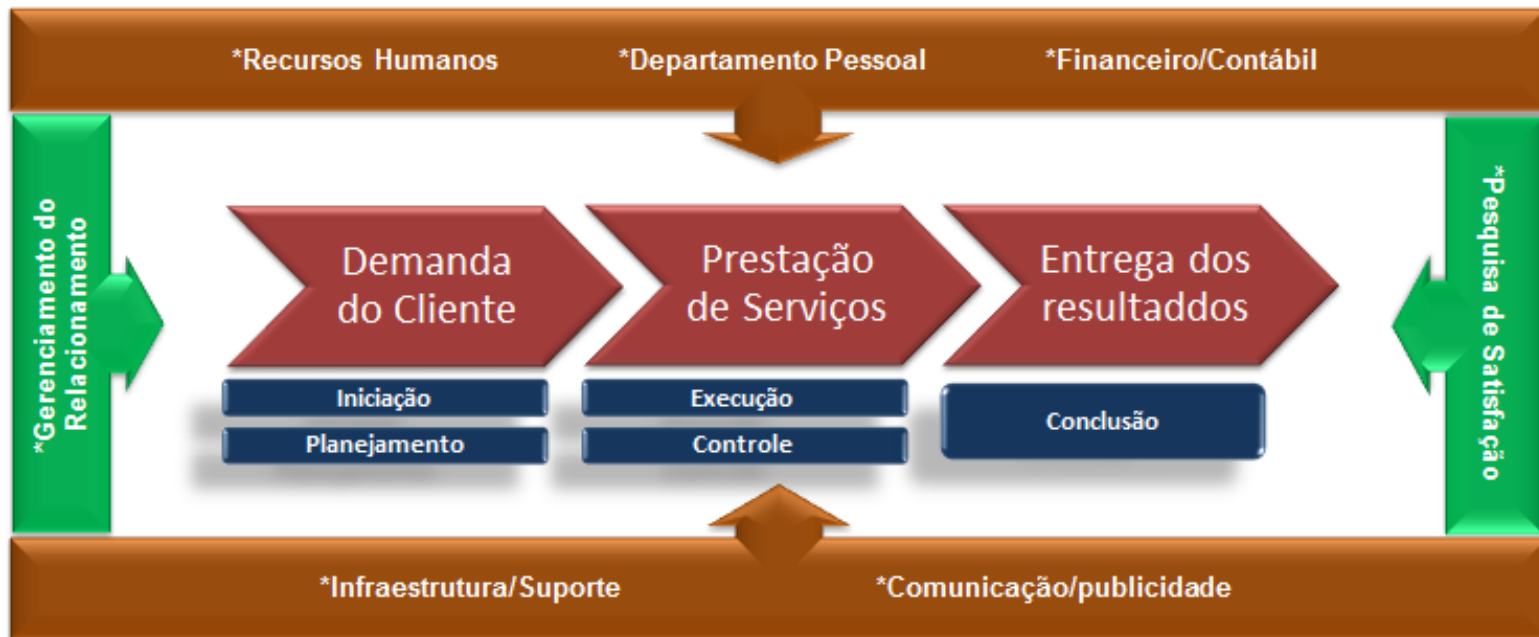 *Recursos Humanos
*Departamento Pessoal
*Financeiro/Contábil
*Gerenciamento do
Relacionamento
Demanda
do Cliente
Iniciação
Planejamento
Prestação
de Serviços
Execução
Controle
Entrega dos
resultaddos
Conclusão
*Pesquisa de Satisfação
*Infraestrutura/Suporte
*Comunicação/publicidade